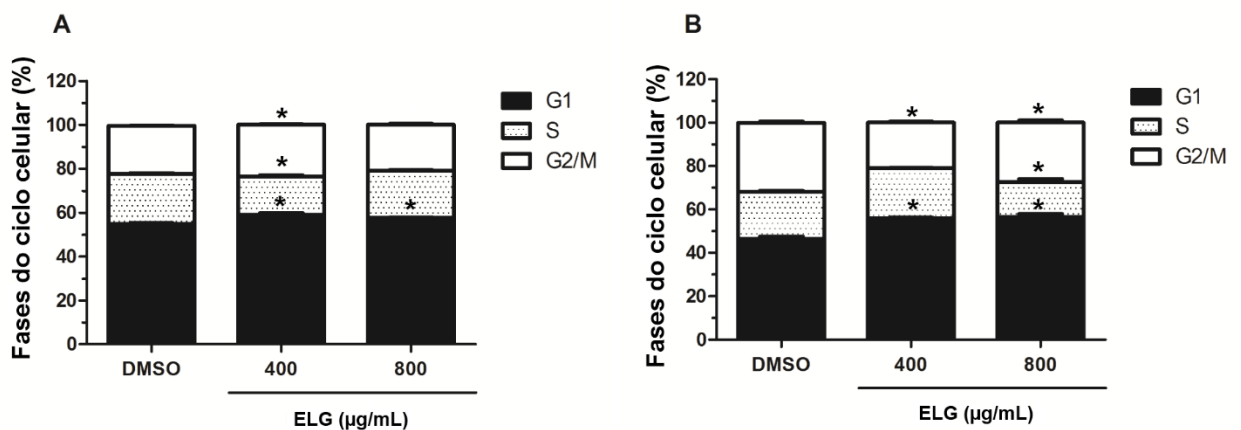 A
Fases do ciclo celular (%)
120
100
80
60
40
20
0
*
*
*
*
DMSO
400
800
ELG (µg/mL)
G1
S
G2/M
B
Fases do ciclo celular (%)
120
100
80
60
40
20
0
*
*
*
*
*
DMSO
400
800
ELG (µg/mL)
G1
S
G2/M